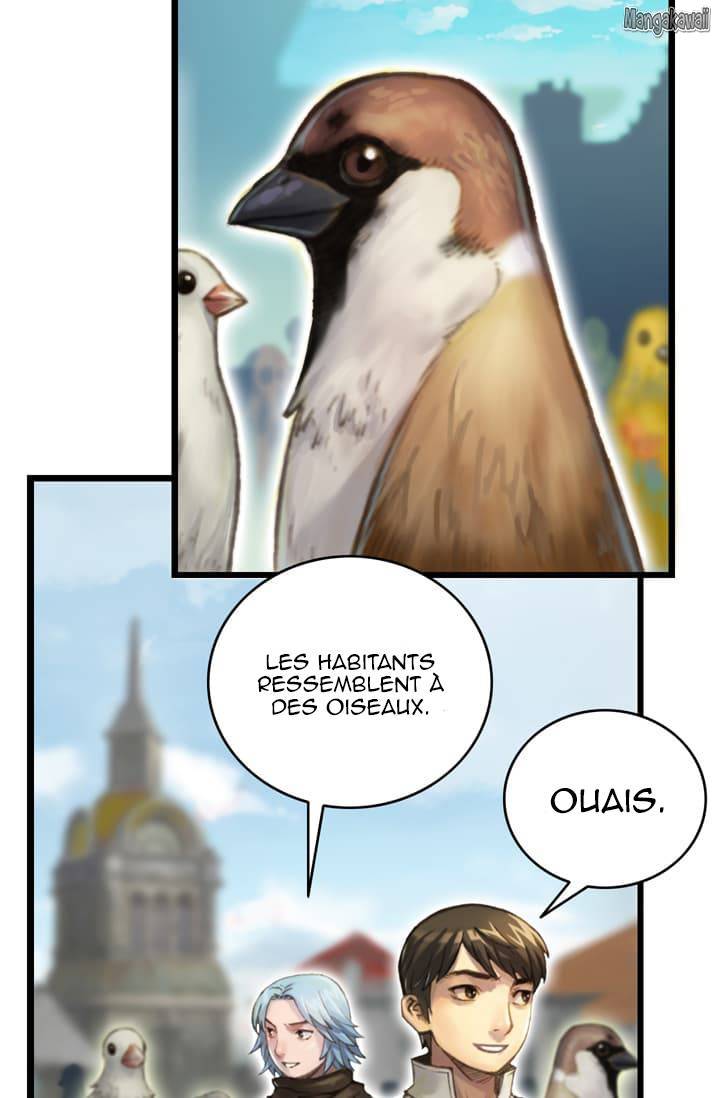 Mangakawaii
LES HABITANTS
RESSEMBLENT À
DES OISEAUX.
OUAIS.